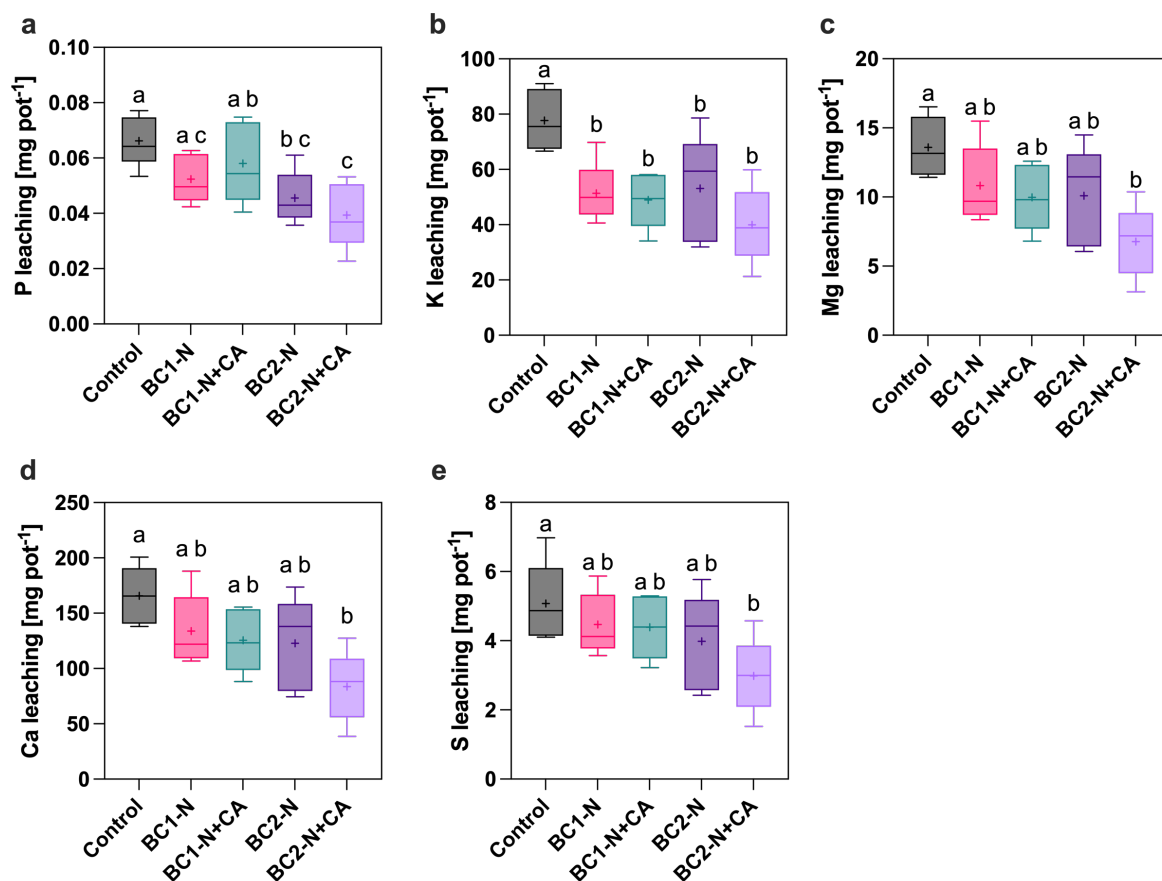 a
P leaching [mg pot⁻¹]
0.10
0.08
0.06
0.04
0.02
0.00
a
a c
a b
b c
c
Control
BC1-N
BC1-N+CA
BC2-N
BC2-N+CA
b
K leaching [mg pot⁻¹]
100
80
60
40
20
0
a
b
b
b
b
Control
BC1-N
BC1-N+CA
BC2-N
BC2-N+CA
c
Mg leaching [mg pot⁻¹]
20
15
10
5
0
a
a b
a b
a b
b
Control
BC1-N
BC1-N+CA
BC2-N
BC2-N+CA
d
Ca leaching [mg pot⁻¹]
250
200
150
100
50
0
a
a b
a b
a b
b
Control
BC1-N
BC1-N+CA
BC2-N
BC2-N+CA
e
S leaching [mg pot⁻¹]
8
6
4
2
0
a
a b
a b
a b
b
Control
BC1-N
BC1-N+CA
BC2-N
BC2-N+CA